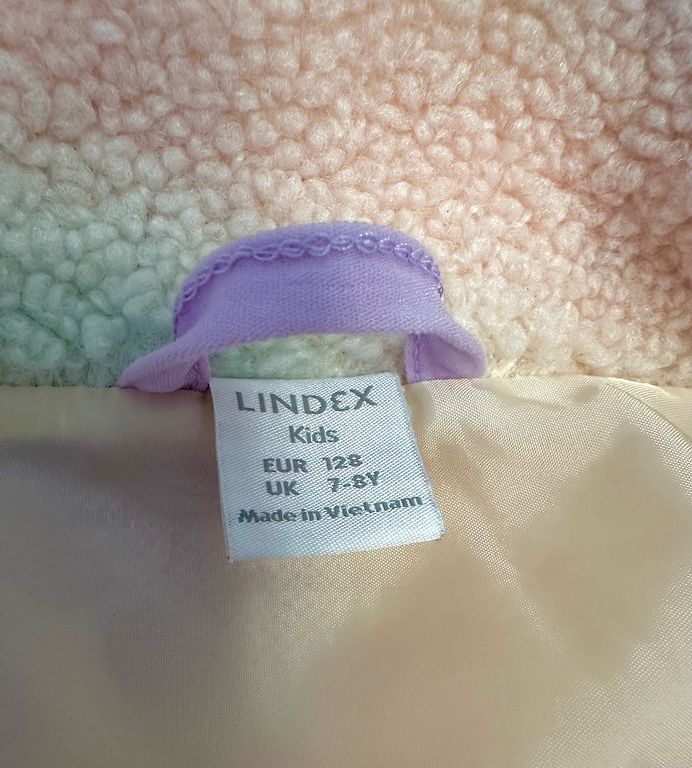 LINDEX
Kids
EUR 128
UK 7-8Y
Made in Vietnam